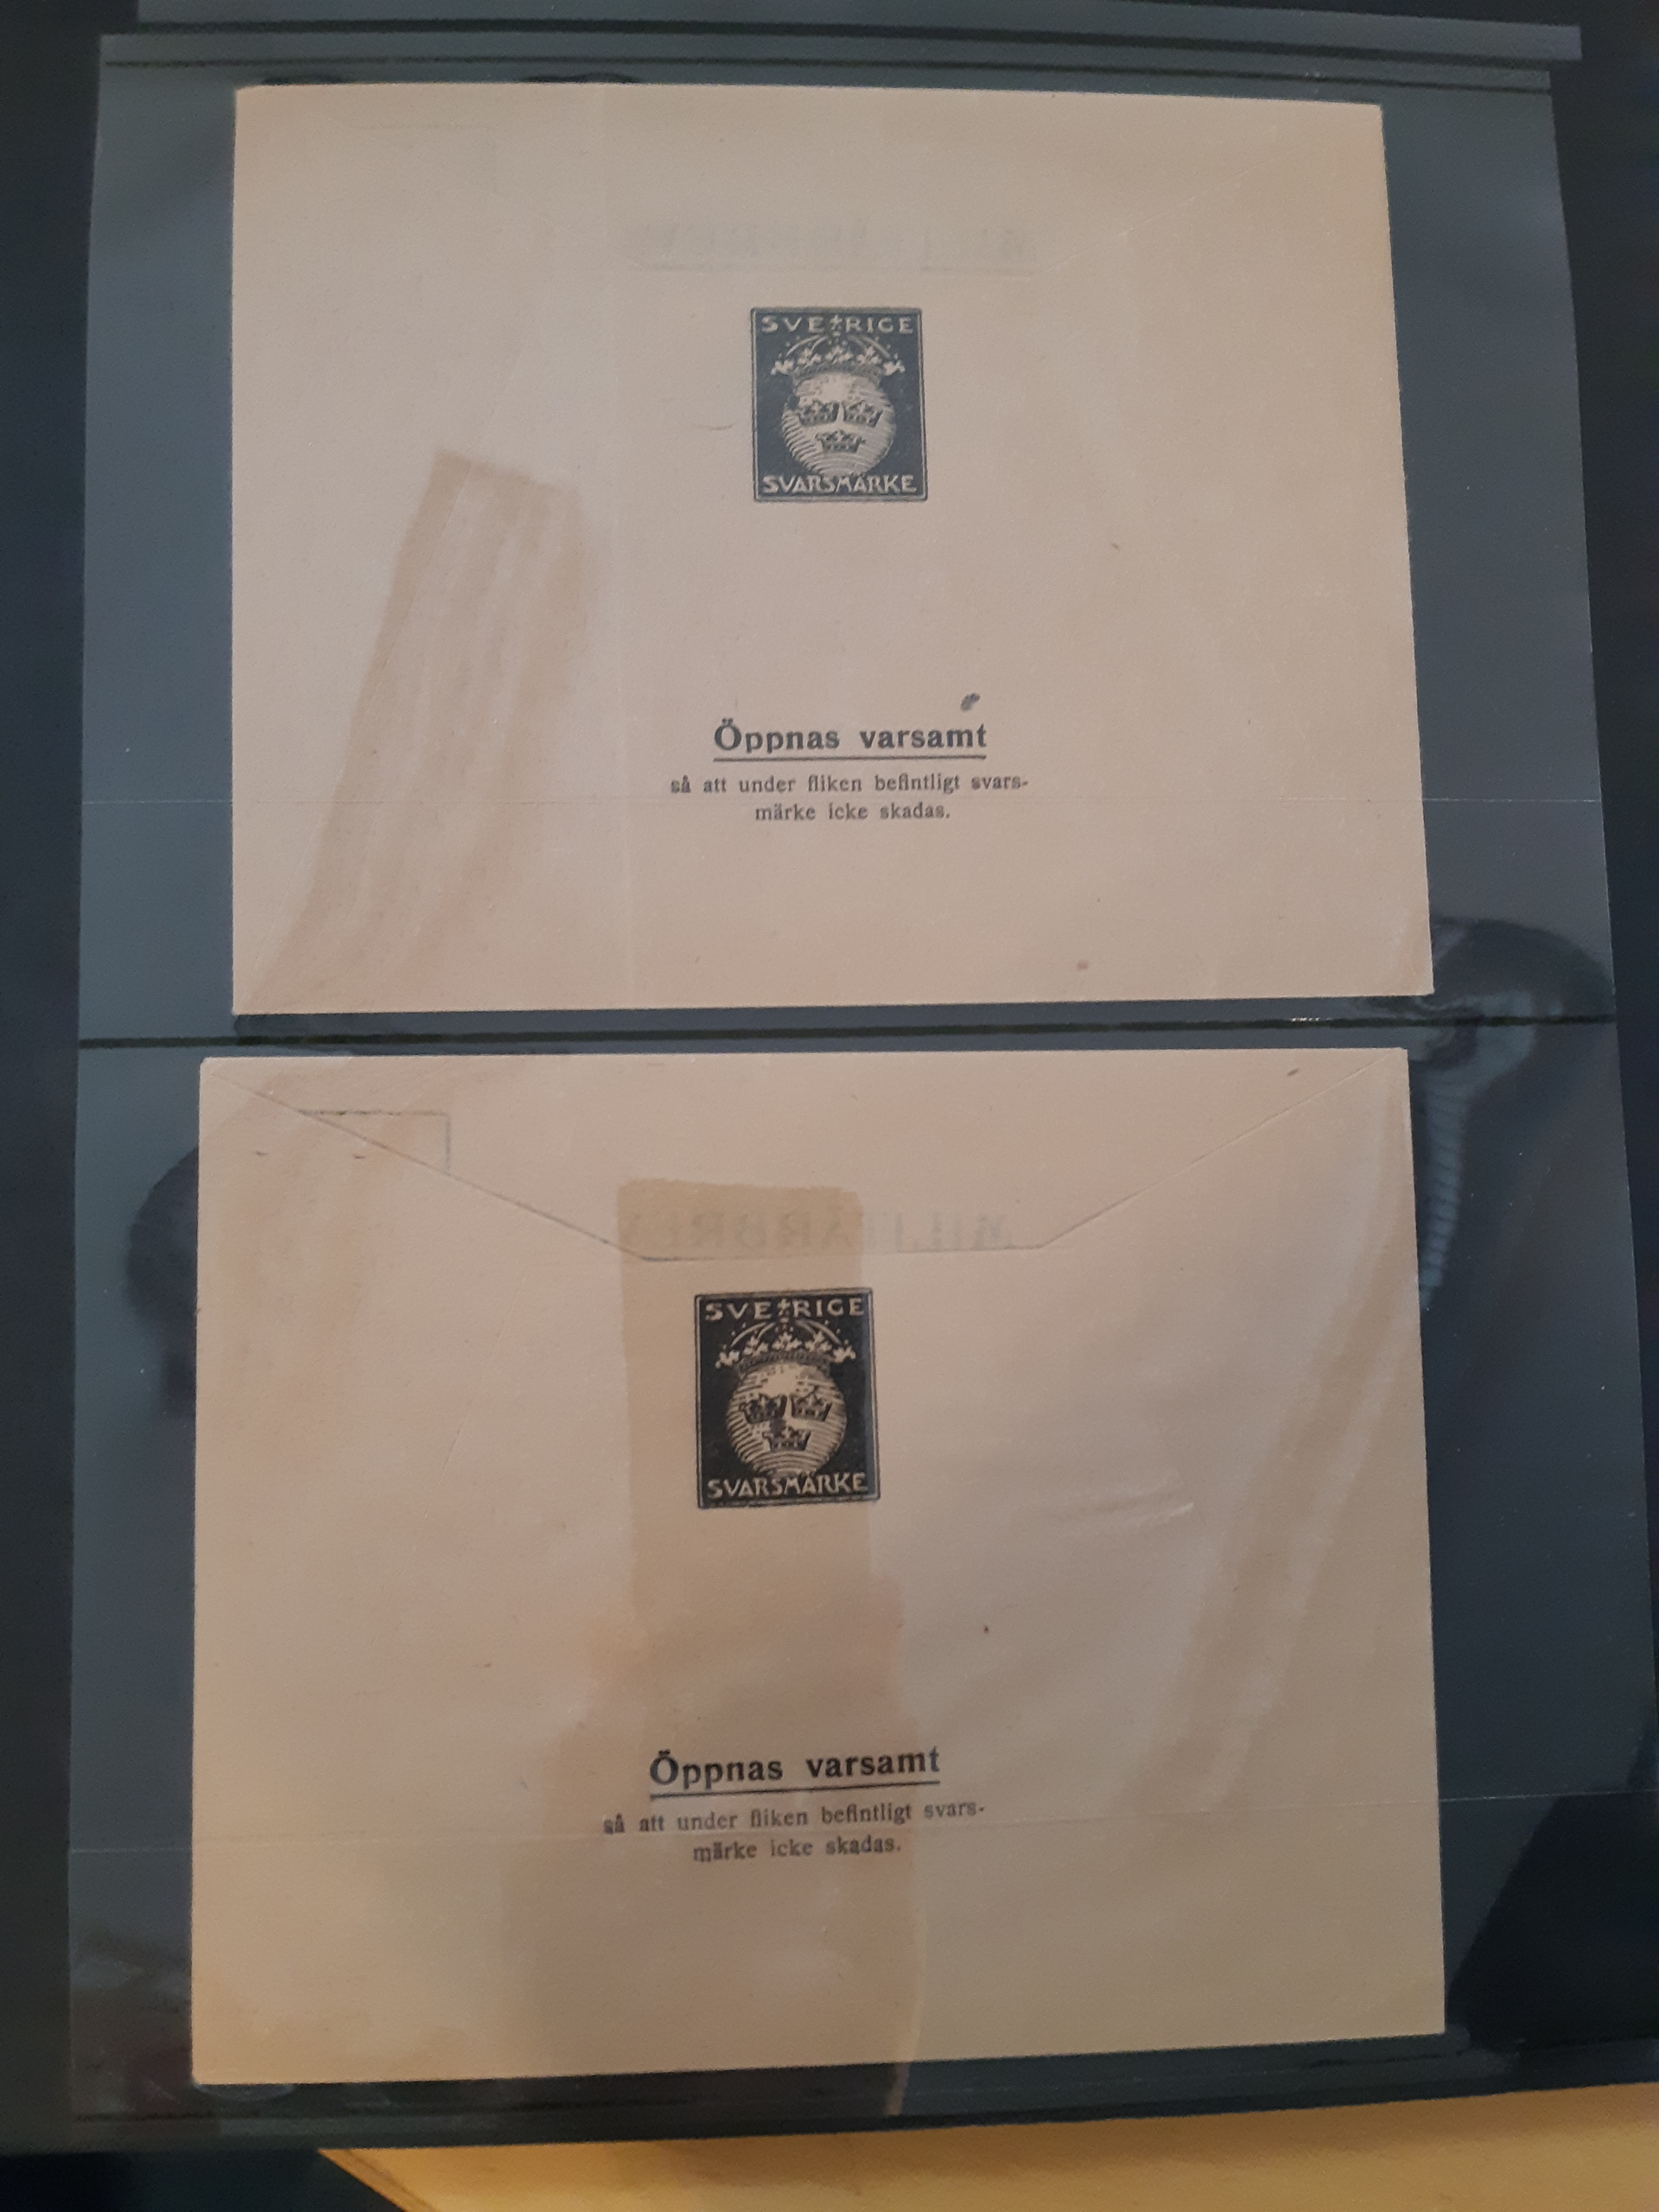 SVERIGE
SVARSMÄRKE
Öppnas varsamt
så att under fliken befintligt svars-
märke icke skadas.
MILITÄRBREV
SVERIGE
SVARSMÄRKE
Öppnas varsamt
så att under fliken befintligt svars-
märke icke skadas.